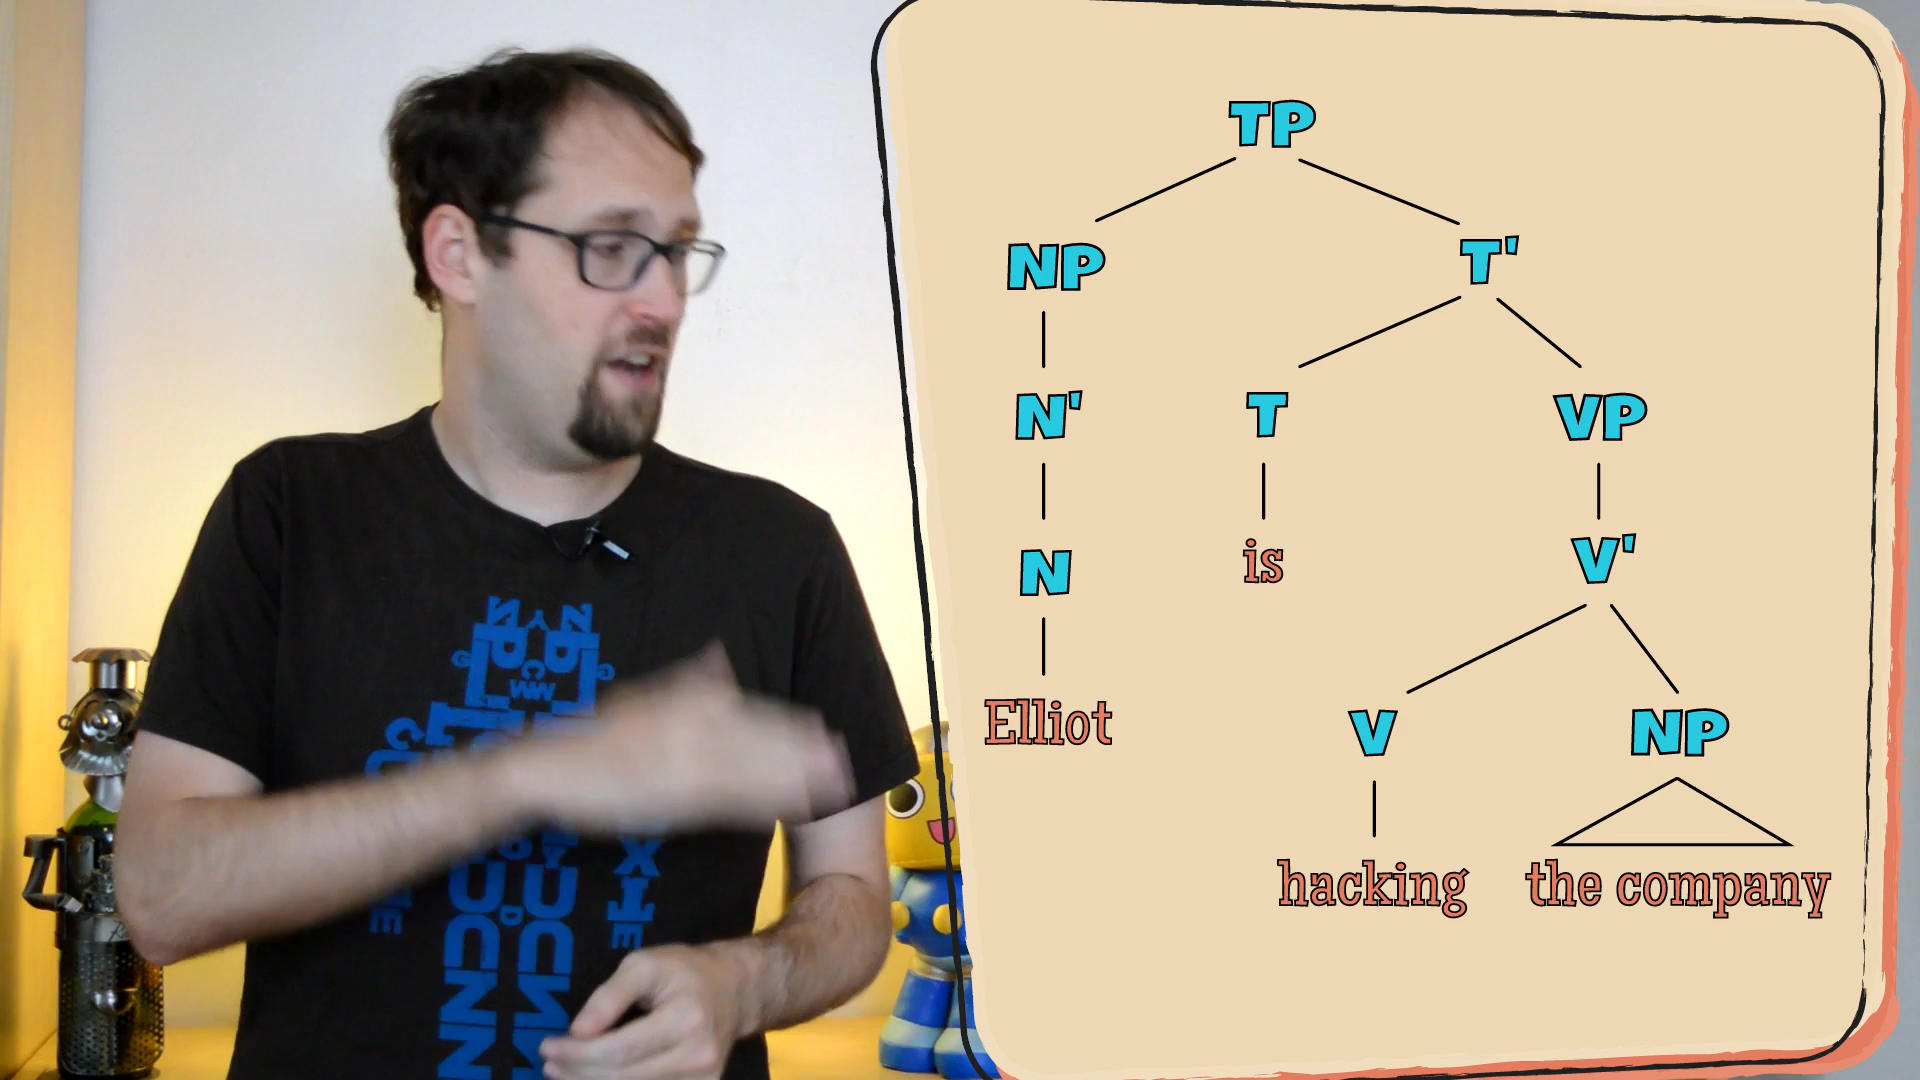 TP
NP T'
N' T VP
N is V'
Elliot V NP
hacking the company